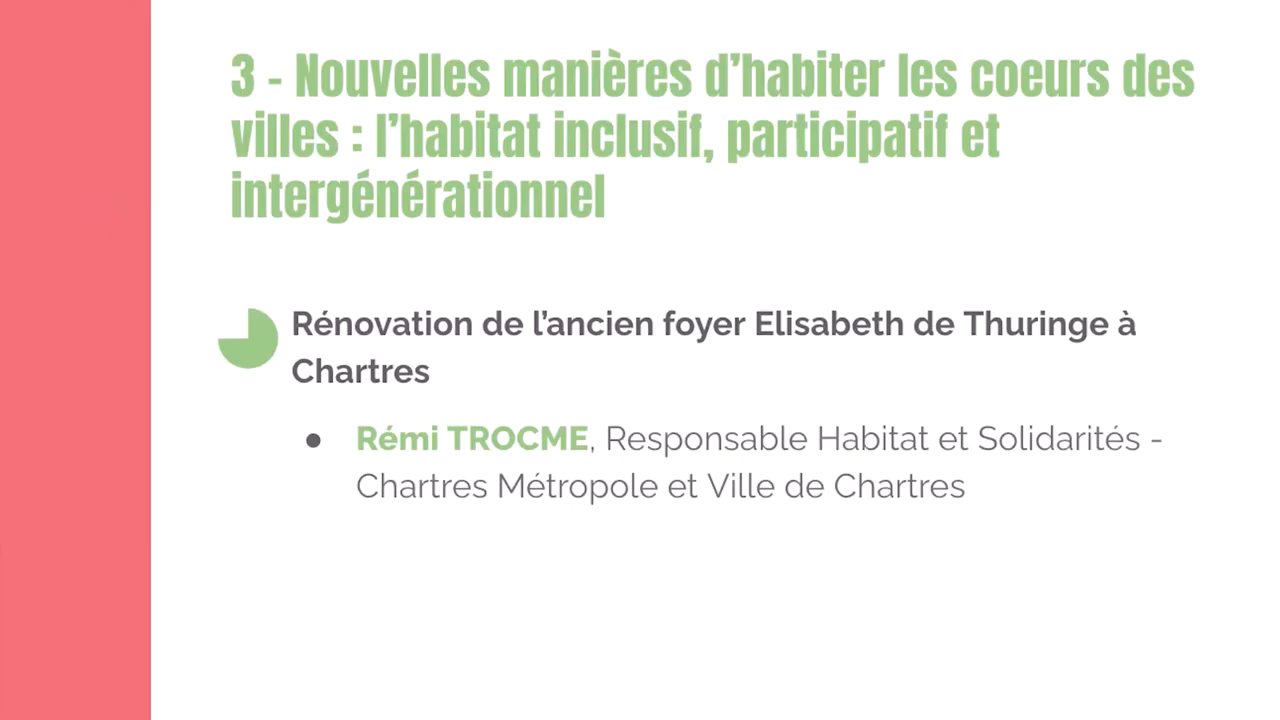 3 - Nouvelles manières d’habiter les coeurs des
villes : l’habitat inclusif, participatif et
intergénérationnel
Rénovation de l’ancien foyer Elisabeth de Thuringe à
Chartres
● Rémi TROCME, Responsable Habitat et Solidarités -
Chartres Métropole et Ville de Chartres